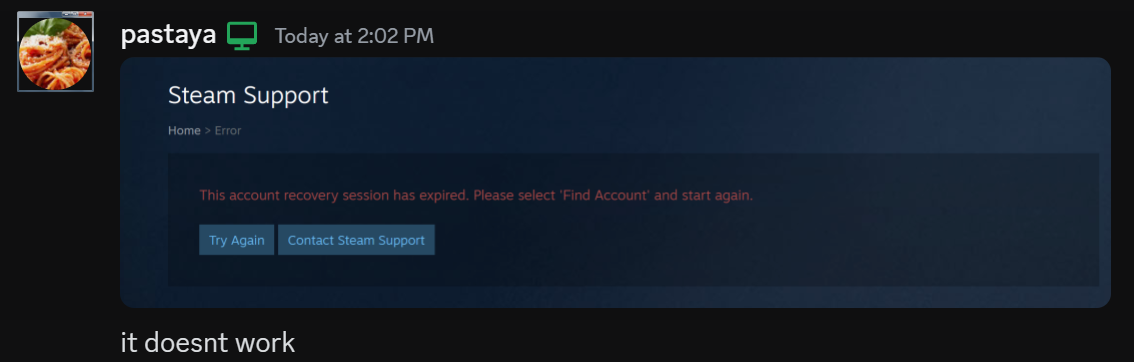 pastaya Today at 2:02 PM
Steam Support
Home > Error
This account recovery session has expired. Please select 'Find Account' and start again.
Try Again Contact Steam Support
it doesnt work